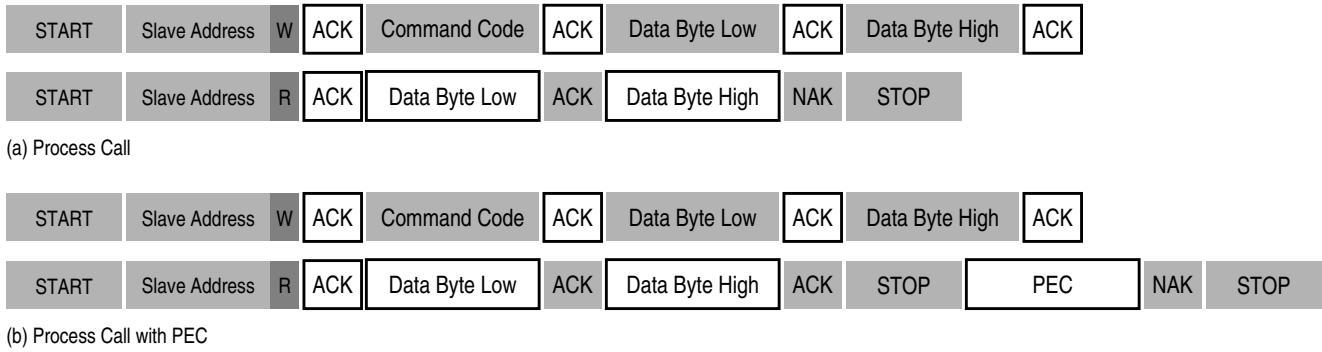 START Slave Address W ACK Command Code ACK Data Byte Low ACK Data Byte High ACK
START Slave Address R ACK Data Byte Low ACK Data Byte High NAK STOP
(a) Process Call
START Slave Address W ACK Command Code ACK Data Byte Low ACK Data Byte High ACK
START Slave Address R ACK Data Byte Low ACK Data Byte High ACK STOP PEC NAK STOP
(b) Process Call with PEC